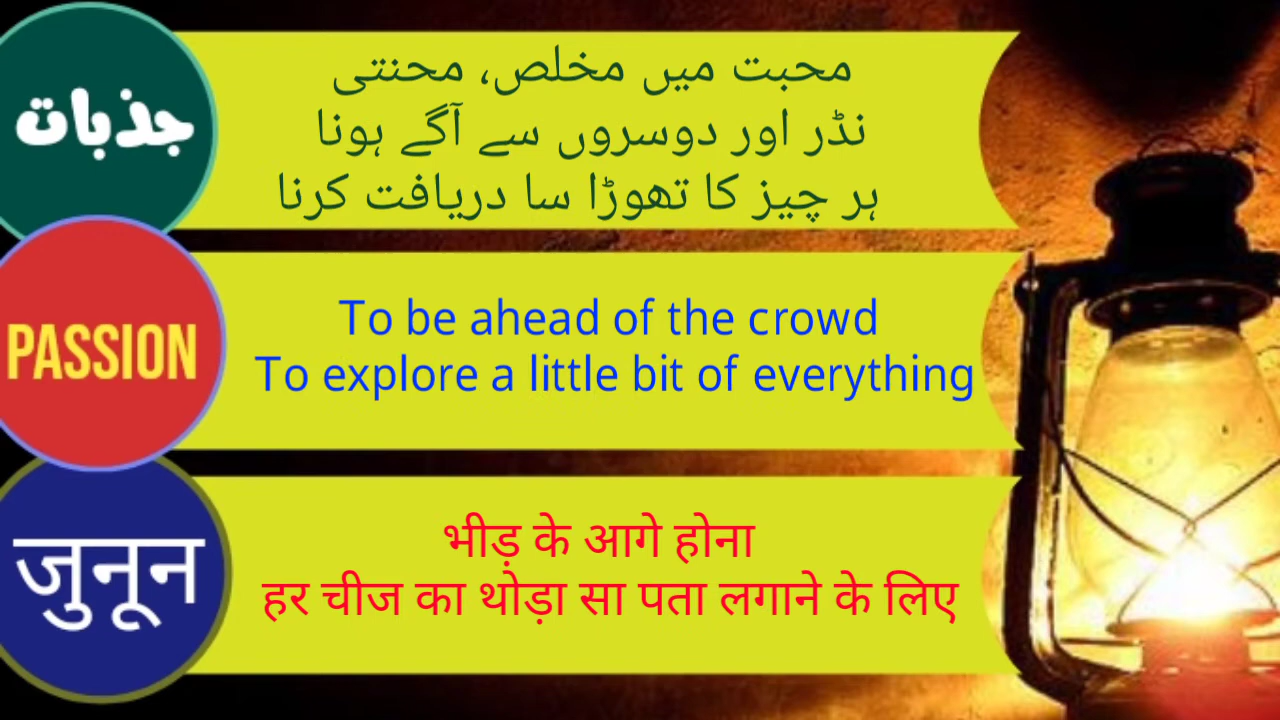 جذبات
محبت میں مخلص، محنتی
نڈر اور دوسروں سے آگے ہونا
ہر چیز کا تھوڑا سا دریافت کرنا
PASSION
To be ahead of the crowd
To explore a little bit of everything
जुनून
भीड़ के आगे होना
हर चीज का थोड़ा सा पता लगाने के लिए